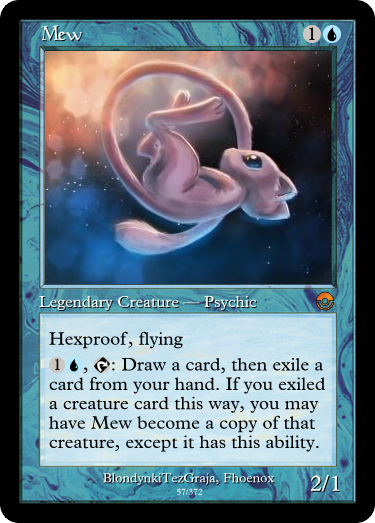 Mew 1
Legendary Creature — Psychic
Hexproof, flying
1 , : Draw a card, then exile a
card from your hand. If you exiled
a creature card this way, you may
have Mew become a copy of that
creature, except it has this ability.
BlondynkiTezGraja, Fhoenox
57/372
2/1